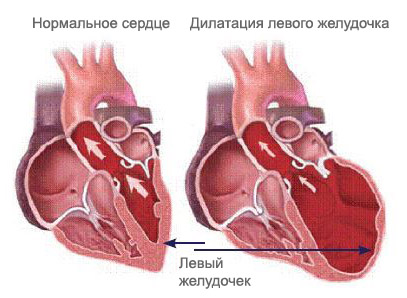 Нормальное сердце
Дилатация левого желудочка
Левый
желудочек